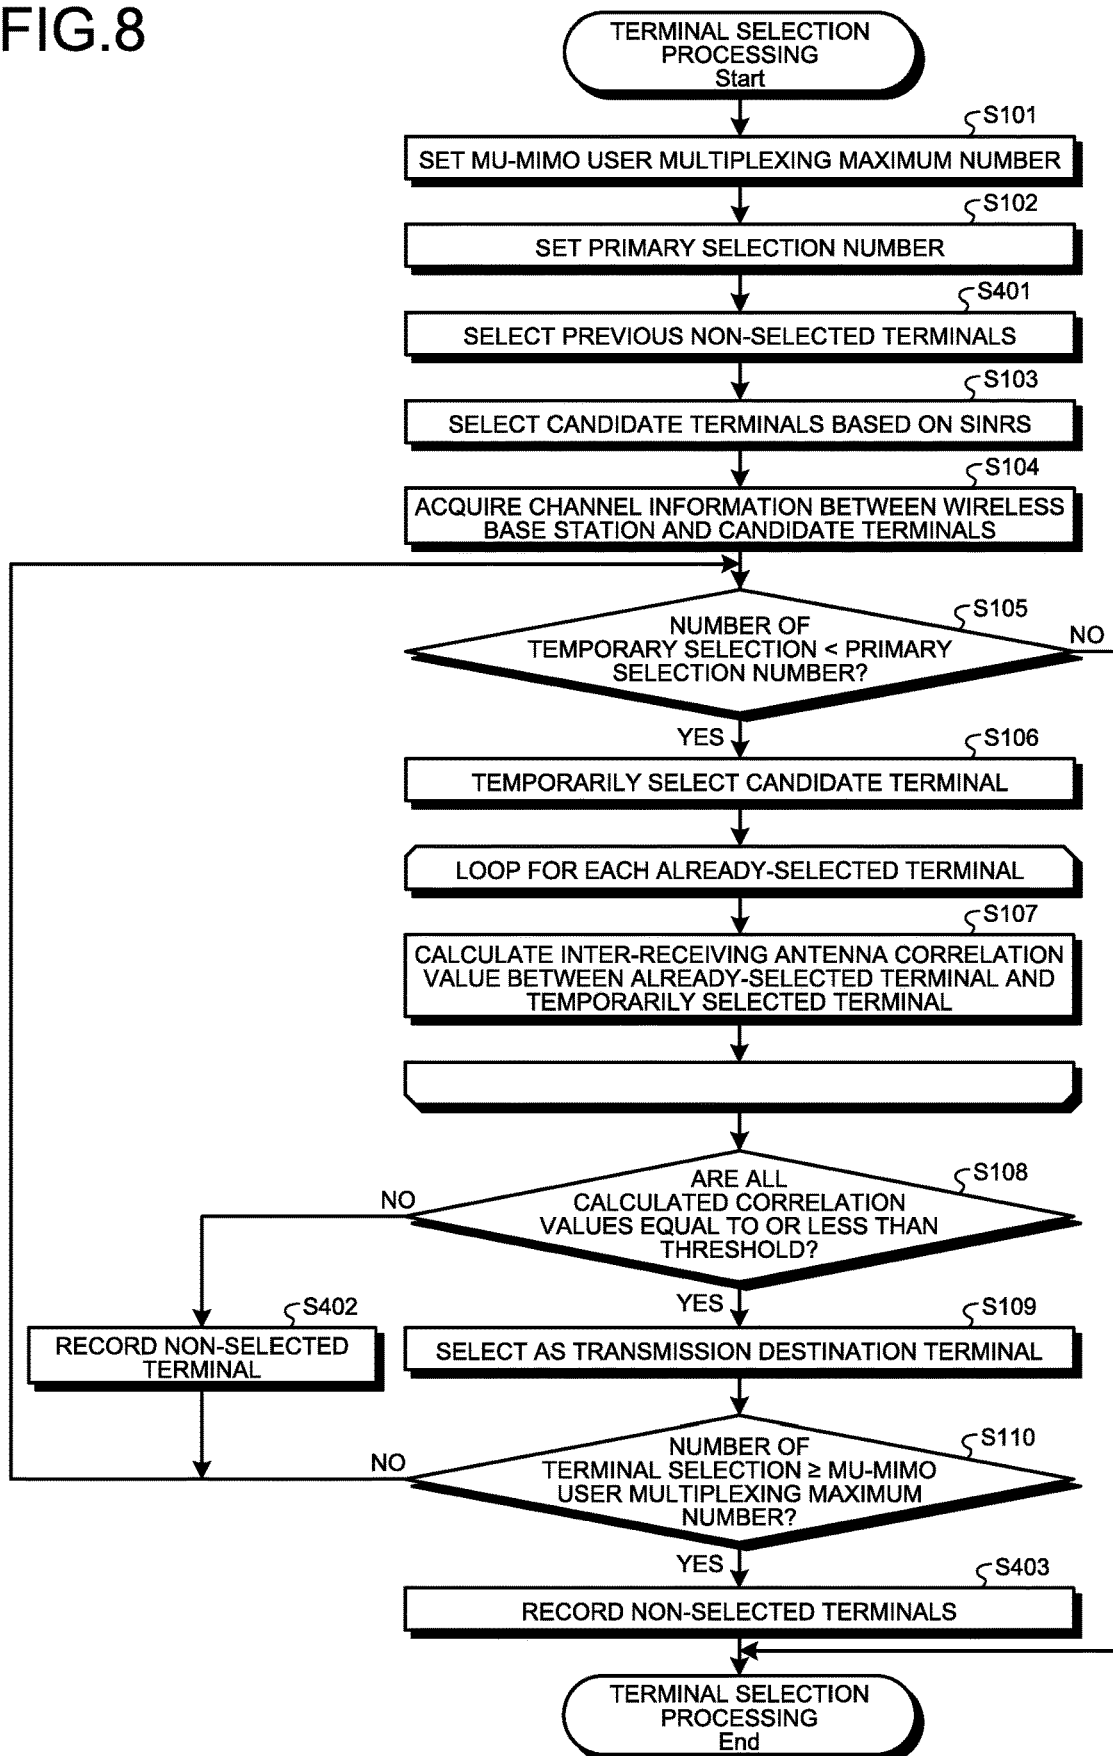 FIG.8
TERMINAL SELECTION
PROCESSING
Start
S101
SET MU-MIMO USER MULTIPLEXING MAXIMUM NUMBER
S102
SET PRIMARY SELECTION NUMBER
S401
SELECT PREVIOUS NON-SELECTED TERMINALS
S103
SELECT CANDIDATE TERMINALS BASED ON SINRS
S104
ACQUIRE CHANNEL INFORMATION BETWEEN WIRELESS
BASE STATION AND CANDIDATE TERMINALS
S105
NUMBER OF
TEMPORARY SELECTION < PRIMARY
SELECTION NUMBER?
NO
YES
S106
TEMPORARILY SELECT CANDIDATE TERMINAL
LOOP FOR EACH ALREADY-SELECTED TERMINAL
S107
CALCULATE INTER-RECEIVING ANTENNA CORRELATION
VALUE BETWEEN ALREADY-SELECTED TERMINAL AND
TEMPORARILY SELECTED TERMINAL
S108
ARE ALL
CALCULATED CORRELATION
VALUES EQUAL TO OR LESS THAN
THRESHOLD?
NO
YES
S402
RECORD NON-SELECTED
TERMINAL
S109
SELECT AS TRANSMISSION DESTINATION TERMINAL
S110
NUMBER OF
TERMINAL SELECTION ≥ MU-MIMO
USER MULTIPLEXING MAXIMUM
NUMBER?
NO
YES
S403
RECORD NON-SELECTED TERMINALS
TERMINAL SELECTION
PROCESSING
End